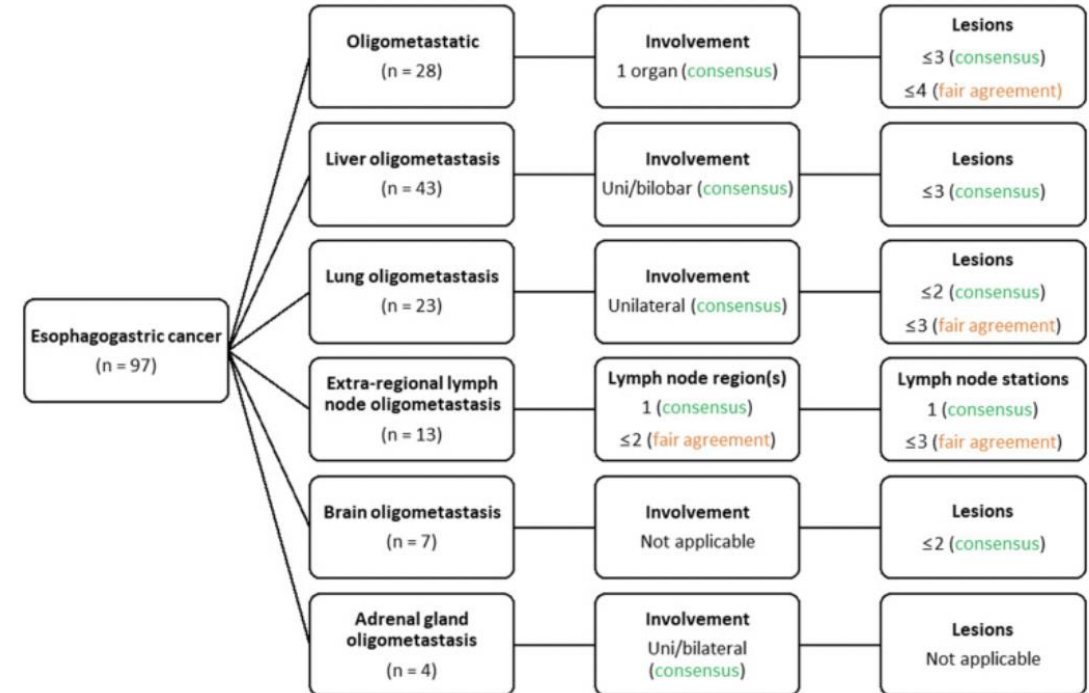 Esophagogastric cancer
(n = 97)
Oligometastatic
(n = 28)
Involvement
1 organ (consensus)
Lesions
≤3 (consensus)
≤4 (fair agreement)
Liver oligometastasis
(n = 43)
Involvement
Uni/bilobar (consensus)
Lesions
≤3 (consensus)
Lung oligometastasis
(n = 23)
Involvement
Unilateral (consensus)
Lesions
≤2 (consensus)
≤3 (fair agreement)
Extra-regional lymph
node oligometastasis
(n = 13)
Lymph node region(s)
1 (consensus)
≤2 (fair agreement)
Lymph node stations
1 (consensus)
≤3 (fair agreement)
Brain oligometastasis
(n = 7)
Involvement
Not applicable
Lesions
≤2 (consensus)
Adrenal gland
oligometastasis
(n = 4)
Involvement
Uni/bilateral
(consensus)
Lesions
Not applicable